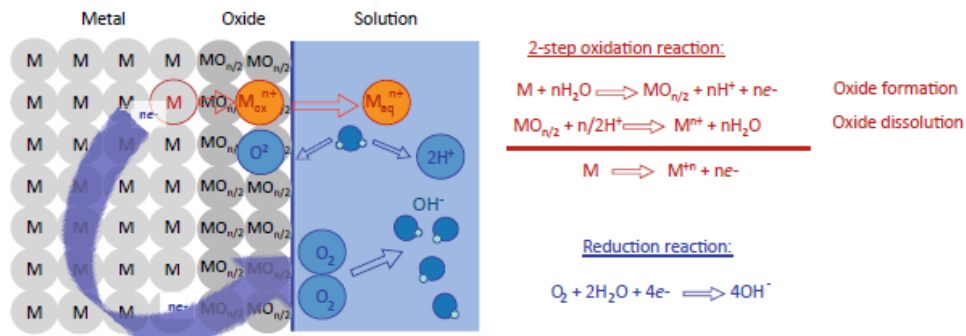 Metal Oxide Solution
M M M M MOn/2 MOn/2
M M M M MOn/2 Moxn+ Maqn+
ne-
M M M M MOn/2 O2 2H+
M M M M MOn/2 MOn/2
OH-
M M M M MOn/2 MOn/2
M M M M MOn/2 MOn/2 O2
M M M M MOn/2 MOn/2 O2
ne-
2-step oxidation reaction:
M + nH2O ⟹ MOn/2 + nH+ + ne- Oxide formation
MOn/2 + n/2H+ ⟹ Mn+ + nH2O Oxide dissolution
M ⟹ M+n + ne-
Reduction reaction:
O2 + 2H2O + 4e- ⟹ 4OH-